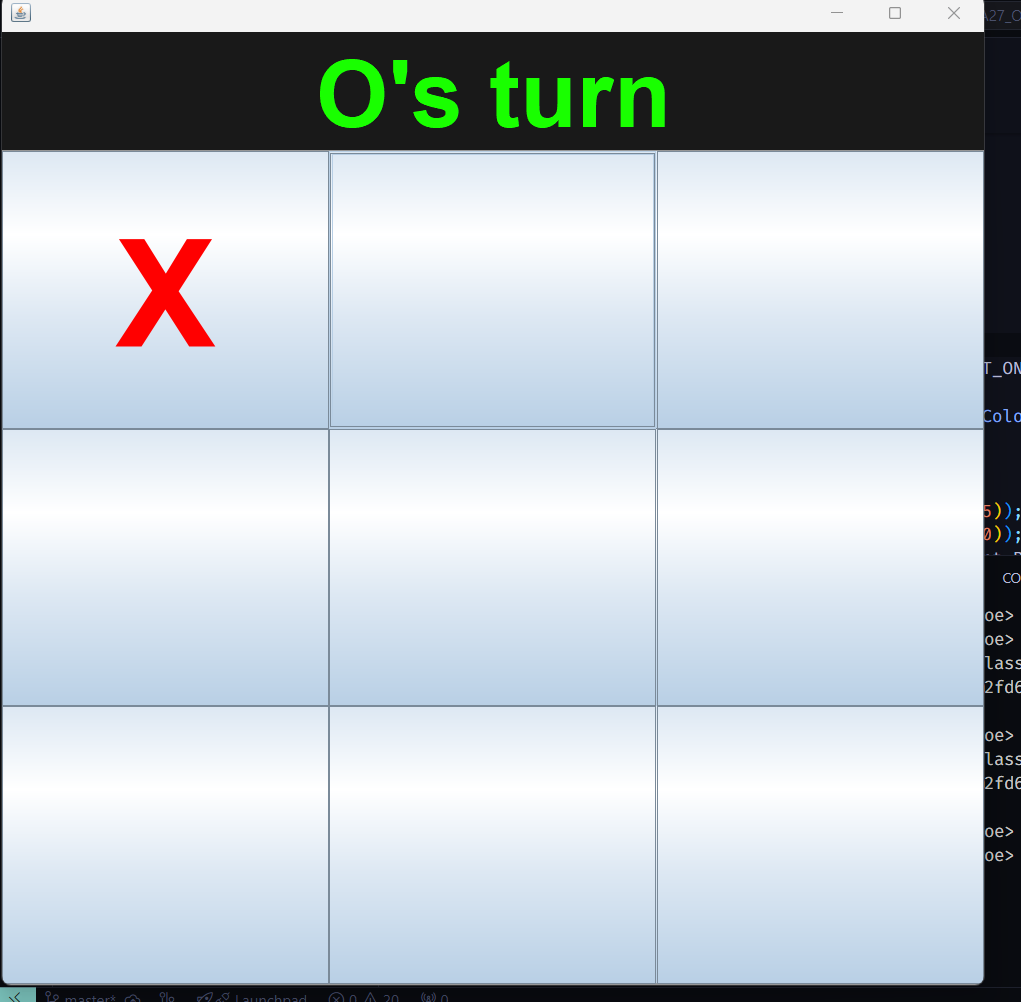 O's turn
X
T_ON
Colo
5));
0));
CO
oe>
oe>
lass
2fd6
oe>
lass
2fd6
oe>
oe>
master* Launchpad 0 20 0